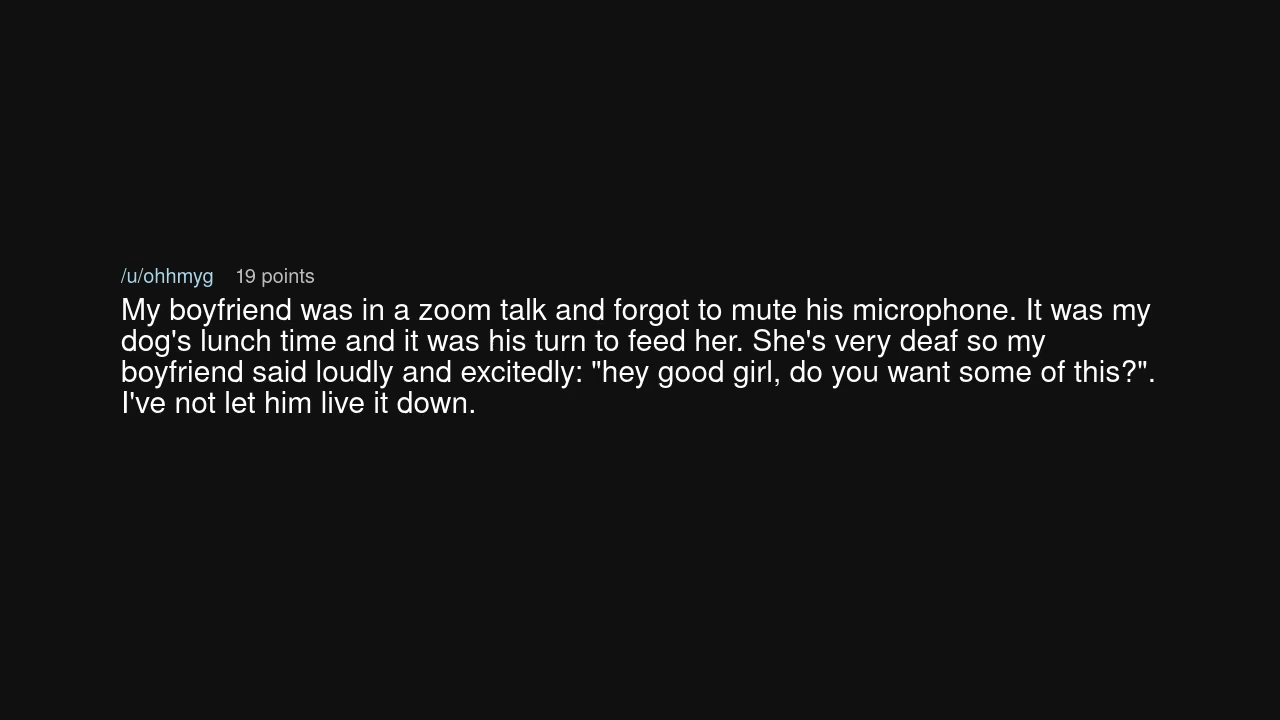 /u/ohhmyg 19 points
My boyfriend was in a zoom talk and forgot to mute his microphone. It was my
dog's lunch time and it was his turn to feed her. She's very deaf so my
boyfriend said loudly and excitedly: "hey good girl, do you want some of this?".
I've not let him live it down.